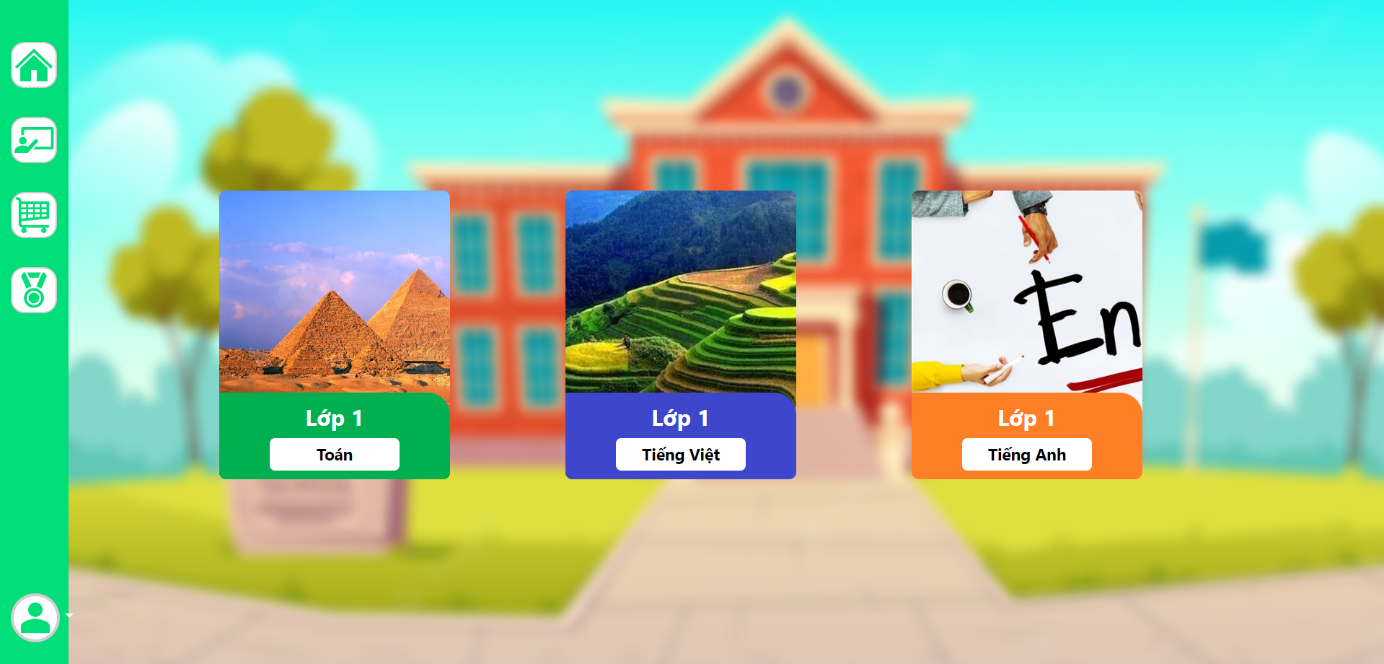 Lớp 1
Toán
Lớp 1
Tiếng Việt
En
Lớp 1
Tiếng Anh